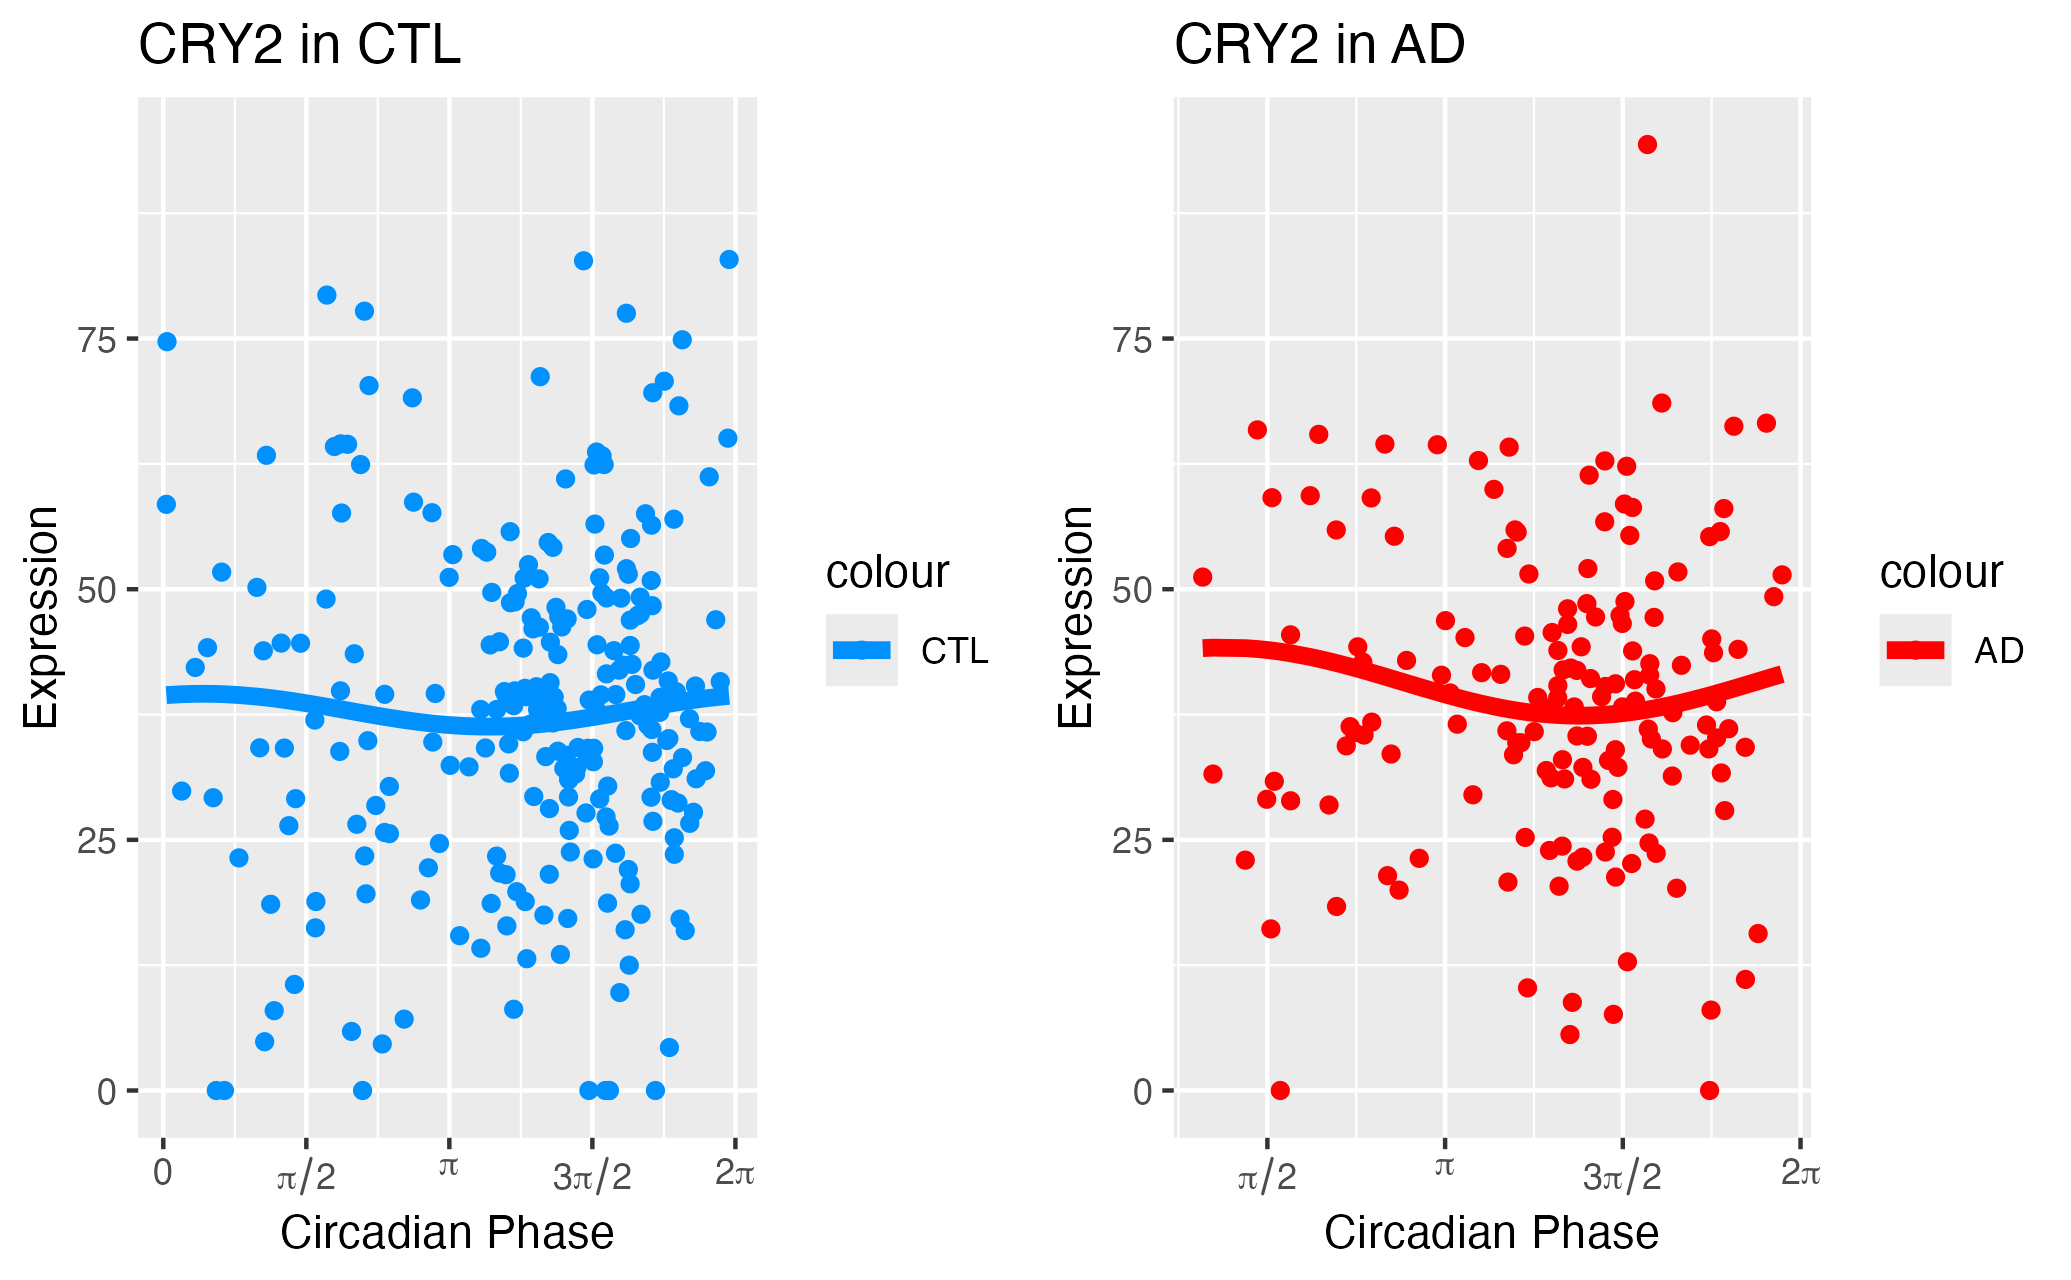 CRY2 in CTL
Expression
75
50
25
0
0 π/2 π 3π/2 2π
Circadian Phase
colour
CTL
CRY2 in AD
Expression
75
50
25
0
π/2 π 3π/2 2π
Circadian Phase
colour
AD